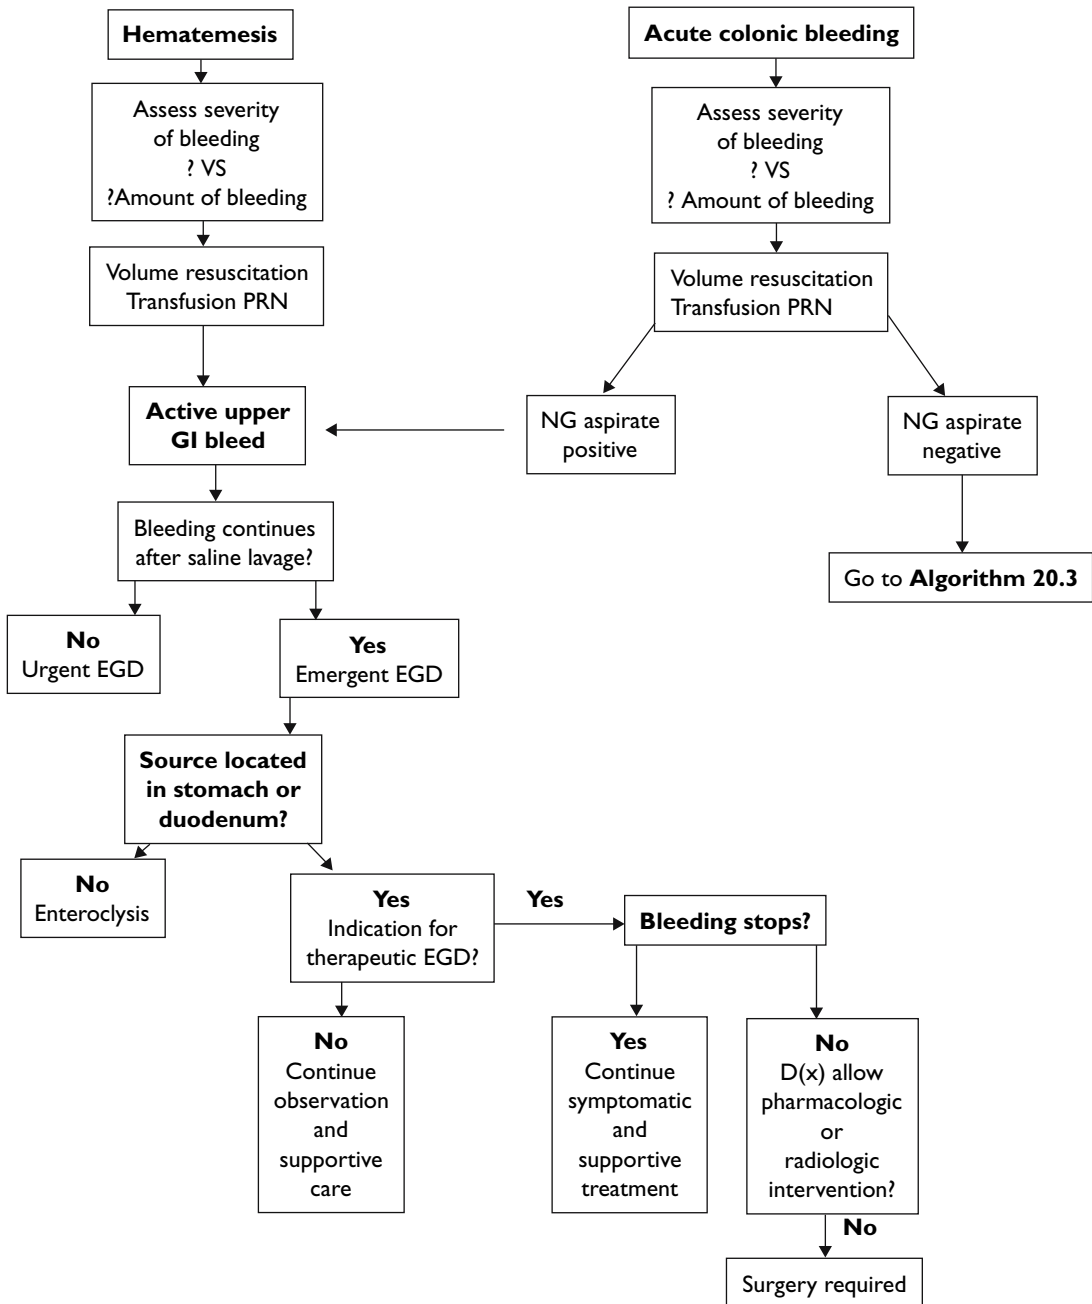 Hematemesis
Assess severity
of bleeding
? VS
?Amount of bleeding
Volume resuscitation
Transfusion PRN
Acute colonic bleeding
Assess severity
of bleeding
? VS
? Amount of bleeding
Volume resuscitation
Transfusion PRN
NG aspirate
positive
NG aspirate
negative
Go to Algorithm 20.3
Active upper
GI bleed
Bleeding continues
after saline lavage?
No
Urgent EGD
Yes
Emergent EGD
Source located
in stomach or
duodenum?
No
Enteroclysis
Yes
Indication for
therapeutic EGD?
Yes
Bleeding stops?
No
Continue
observation
and
supportive
care
Yes
Continue
symptomatic
and
supportive
treatment
No
D(x) allow
pharmacologic
or
radiologic
intervention?
No
Surgery required